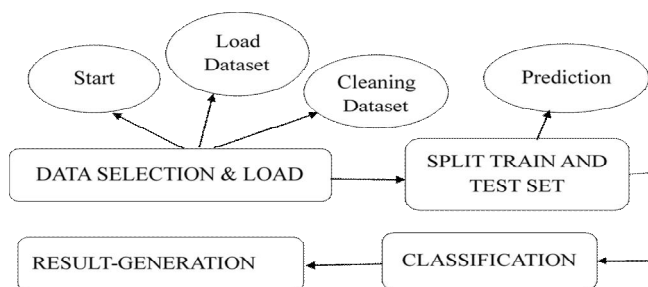 Start
Load
Dataset
Cleaning
Dataset
Prediction
DATA SELECTION & LOAD
SPLIT TRAIN AND
TEST SET
RESULT-GENERATION
CLASSIFICATION